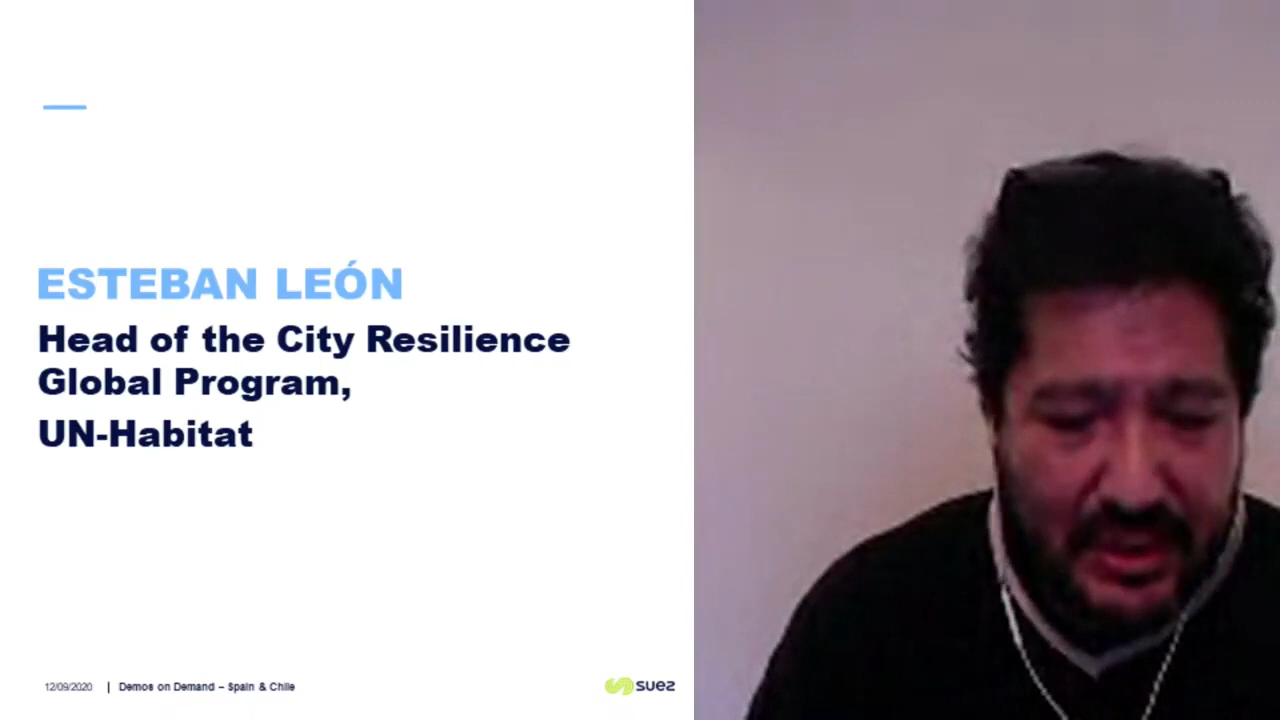 ESTEBAN LEÓN
Head of the City Resilience
Global Program,
UN-Habitat
12/09/2020 | Demos on Demand – Spain & Chile
suez